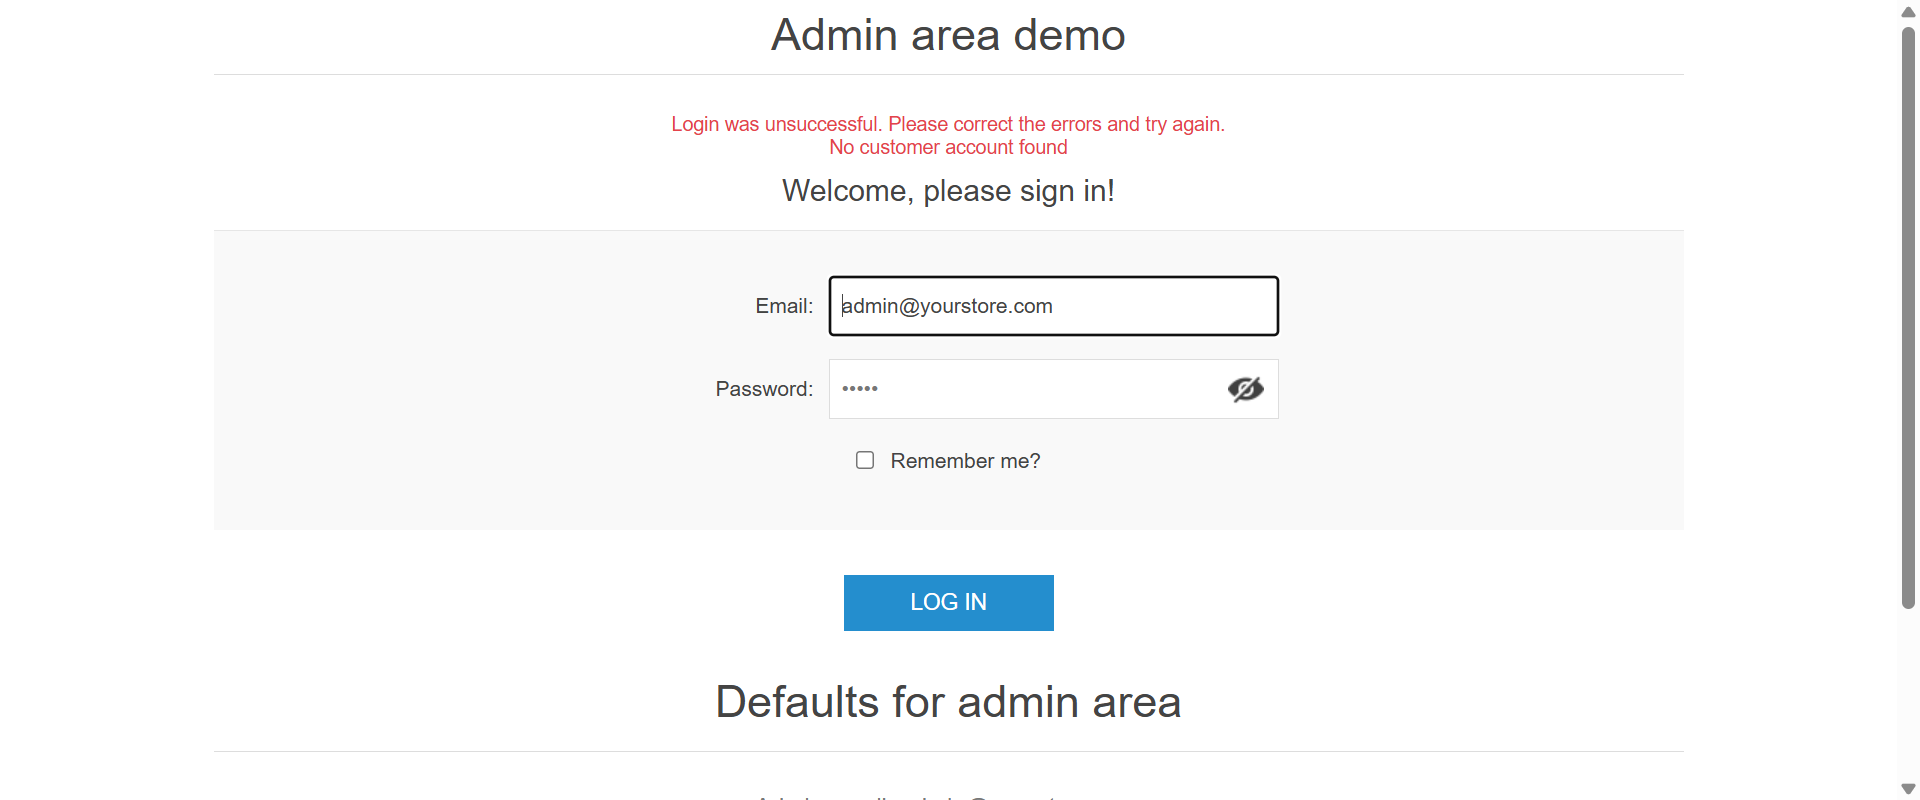 Admin area demo
Login was unsuccessful. Please correct the errors and try again.
No customer account found
Welcome, please sign in!
Email: admin@yourstore.com
Password: •••••
Remember me?
LOG IN
Defaults for admin area